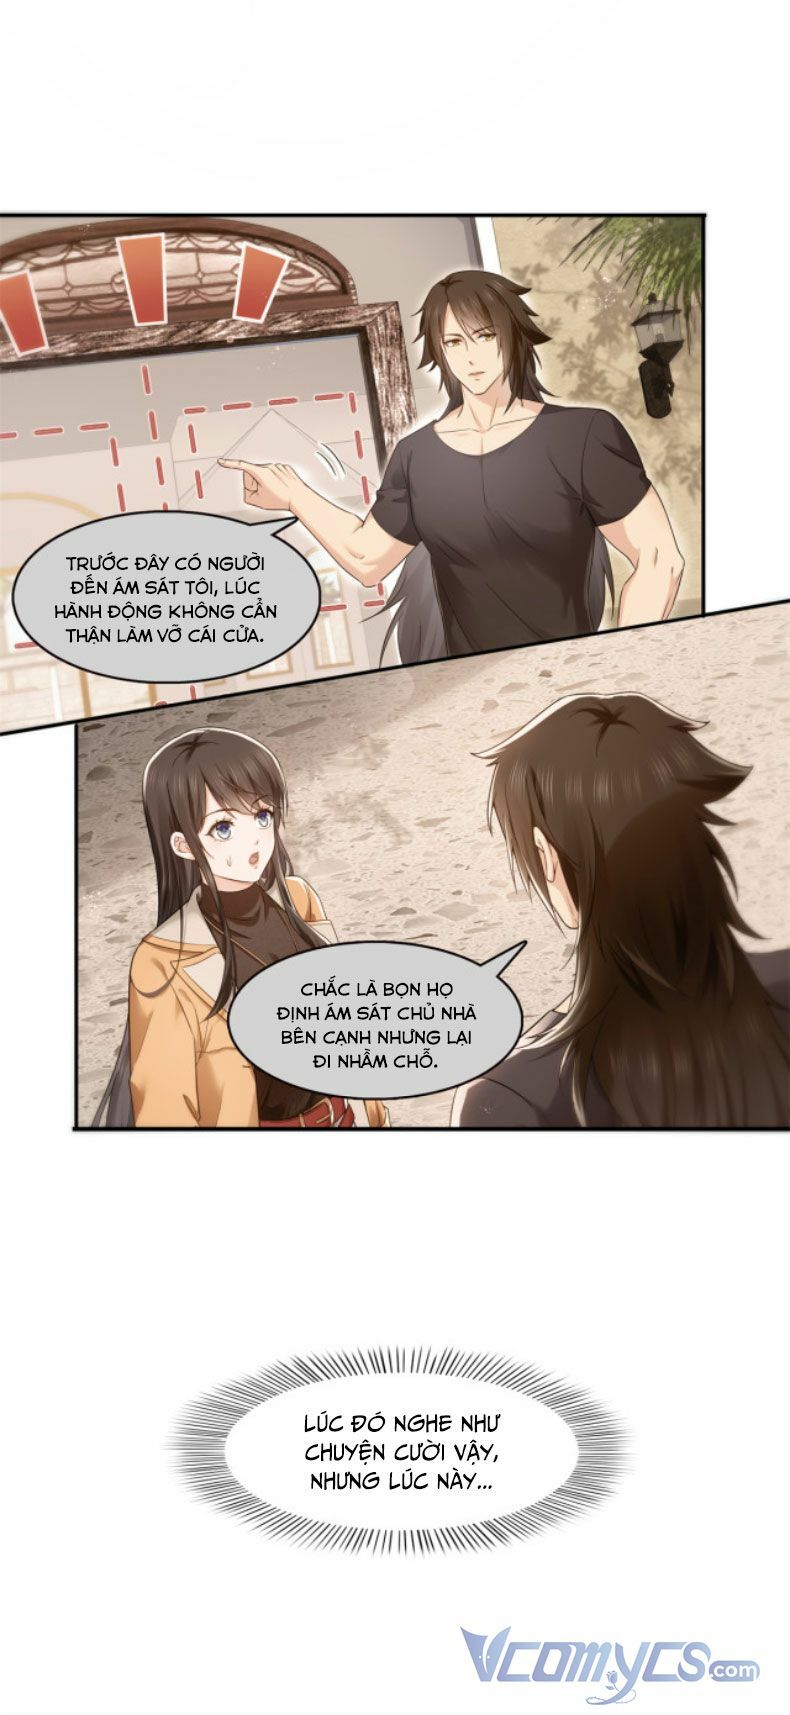 TRƯỚC ĐÂY CÓ NGƯỜI
ĐẾN ÁM SÁT TÔI, LÚC
HÀNH ĐỘNG KHÔNG CẨN
THẬN LÀM VỠ CÁI CỬA.
CHẮC LÀ BỌN HỌ
ĐỊNH ÁM SÁT CHỦ NHÀ
BÊN CẠNH NHƯNG LẠI
ĐI NHẦM CHỖ.
LÚC ĐÓ NGHE NHƯ
CHUYỆN CƯỜI VẬY,
NHƯNG LÚC NÀY...
VCOMYCS.com